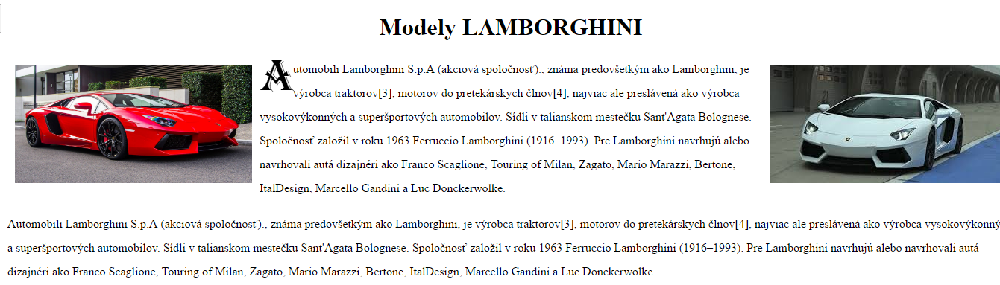 Modely LAMBORGHINI
Automobili Lamborghini S.p.A (akciová spoločnosť)., známa predovšetkým ako Lamborghini, je
výrobca traktorov[3], motorov do pretekárskych člnov[4], najviac ale preslávená ako výrobca
vysokovýkonných a superšportových automobilov. Sídli v talianskom mestečku Sant'Agata Bolognese.
Spoločnosť založil v roku 1963 Ferruccio Lamborghini (1916–1993). Pre Lamborghini navrhujú alebo
navrhovali autá dizajnéri ako Franco Scaglione, Touring of Milan, Zagato, Mario Marazzi, Bertone,
ItalDesign, Marcello Gandini a Luc Donckerwolke.
Automobili Lamborghini S.p.A (akciová spoločnosť)., známa predovšetkým ako Lamborghini, je výrobca traktorov[3], motorov do pretekárskych člnov[4], najviac ale preslávená ako výrobca
a superšportových automobilov. Sídli v talianskom mestečku Sant'Agata Bolognese. Spoločnosť založil v roku 1963 Ferruccio Lamborghini (1916–1993). Pre Lamborghini navrhujú alebo navrhovali autá
dizajnéri ako Franco Scaglione, Touring of Milan, Zagato, Mario Marazzi, Bertone, ItalDesign, Marcello Gandini a Luc Donckerwolke.